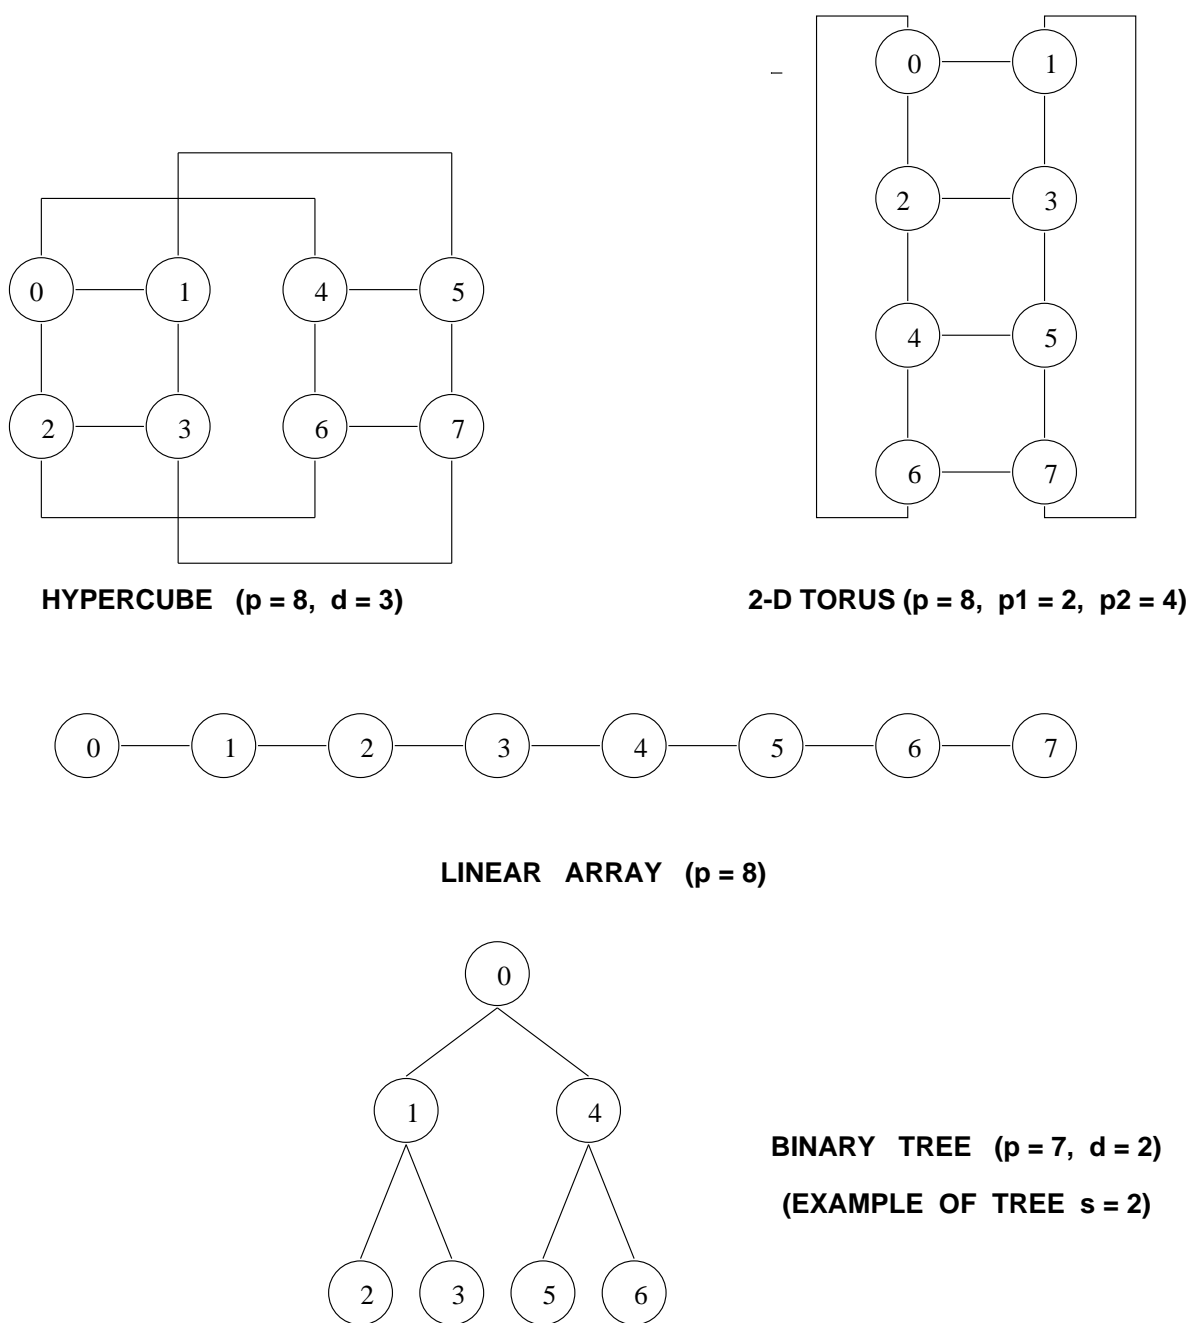 0 1
2 3
4 5
6 7
0 1 4 5
2 3 6 7
HYPERCUBE (p = 8, d = 3)
2-D TORUS (p = 8, p1 = 2, p2 = 4)
0 1 2 3 4 5 6 7
LINEAR ARRAY (p = 8)
0
1 4
2 3 5 6
BINARY TREE (p = 7, d = 2)
(EXAMPLE OF TREE s = 2)